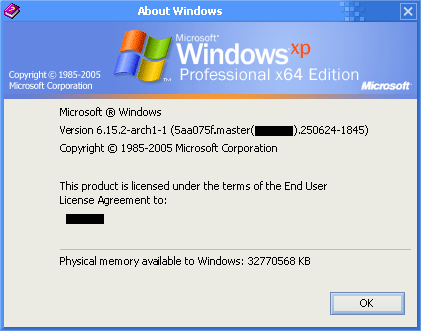 About Windows
Copyright © 1985-2005
Microsoft Corporation
Microsoft®
Windows xp
Professional x64 Edition
Microsoft
Microsoft ® Windows
Version 6.15.2-arch1-1 (5aa075f.master( ).250624-1845)
Copyright © 1985-2005 Microsoft Corporation
This product is licensed under the terms of the End User
License Agreement to:
Physical memory available to Windows: 32770568 KB
OK